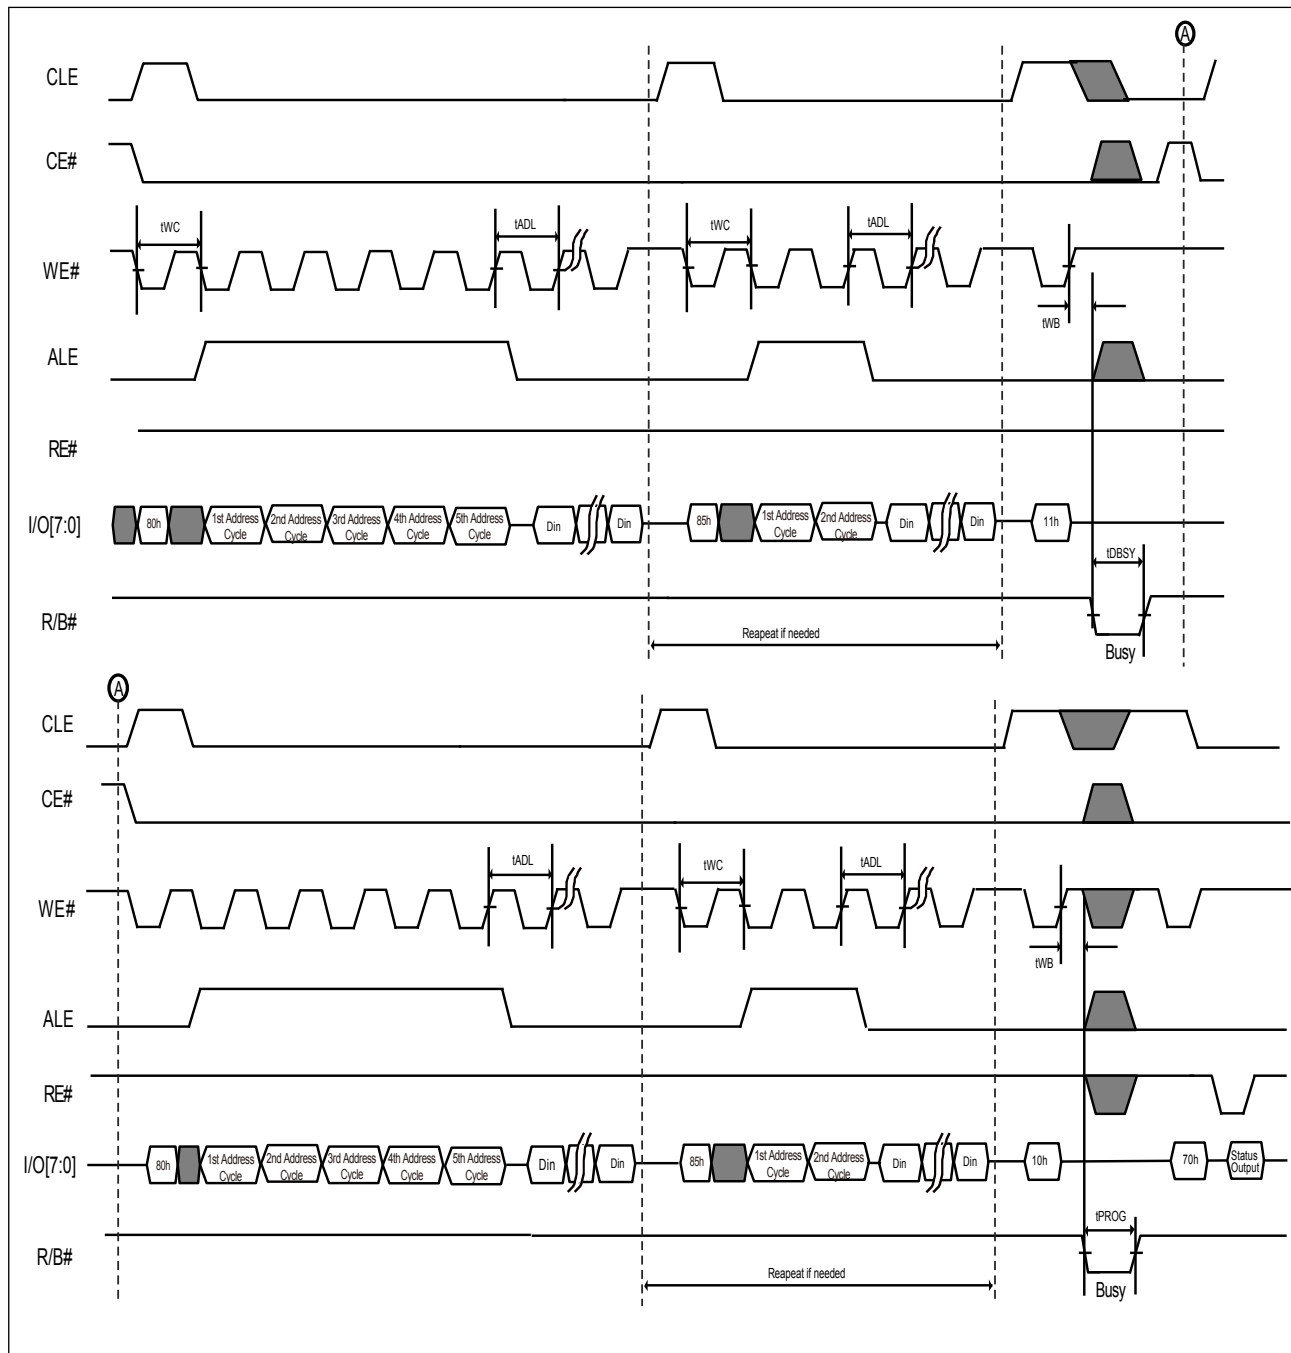 A
CLE
CE#
tWC
tADL
tWC
tADL
WE#
tWB
ALE
RE#
I/O[7:0]
80h
1st Address Cycle
2nd Address Cycle
3rd Address Cycle
4th Address Cycle
5th Address Cycle
Din
Din
85h
1st Address Cycle
2nd Address Cycle
Din
Din
11h
tDBSY
R/B#
Reapeat if needed
Busy
A
CLE
CE#
tADL
tWC
tADL
WE#
tWB
ALE
RE#
I/O[7:0]
80h
1st Address Cycle
2nd Address Cycle
3rd Address Cycle
4th Address Cycle
5th Address Cycle
Din
Din
85h
1st Address Cycle
2nd Address Cycle
Din
Din
10h
70h
Status Output
tPROG
R/B#
Reapeat if needed
Busy